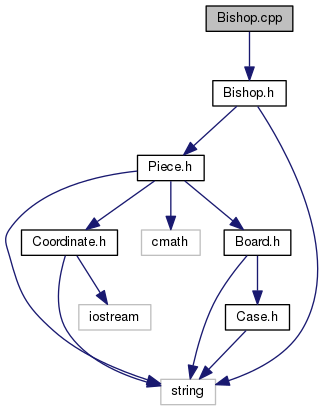 Bishop.cpp
Bishop.h
Piece.h
Coordinate.h
cmath
Board.h
iostream
Case.h
string